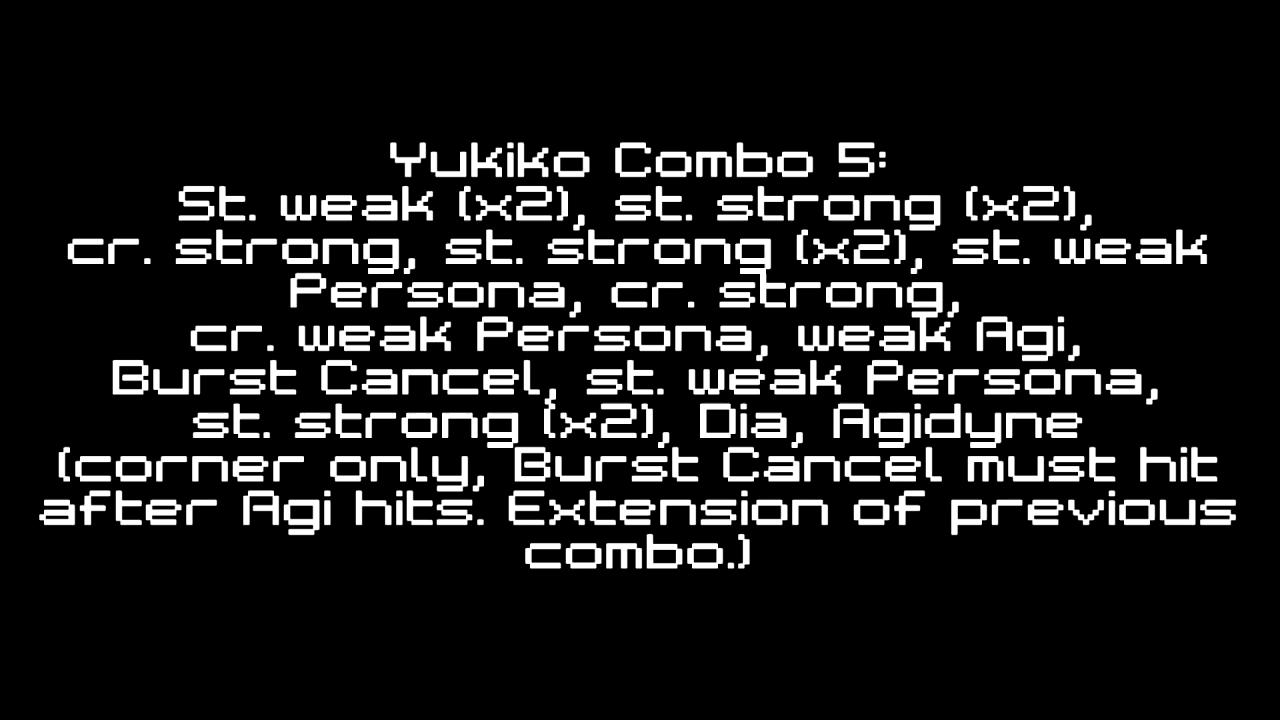 Yukiko Combo 5:
St. weak (x2), st. strong (x2),
cr. strong, st. strong (x2), st. weak
Persona, cr. strong,
cr. weak Persona, weak Agi,
Burst Cancel, st. weak Persona,
st. strong (x2), Dia, Agidyne
(corner only, Burst Cancel must hit
after Agi hits. Extension of previous
combo.)